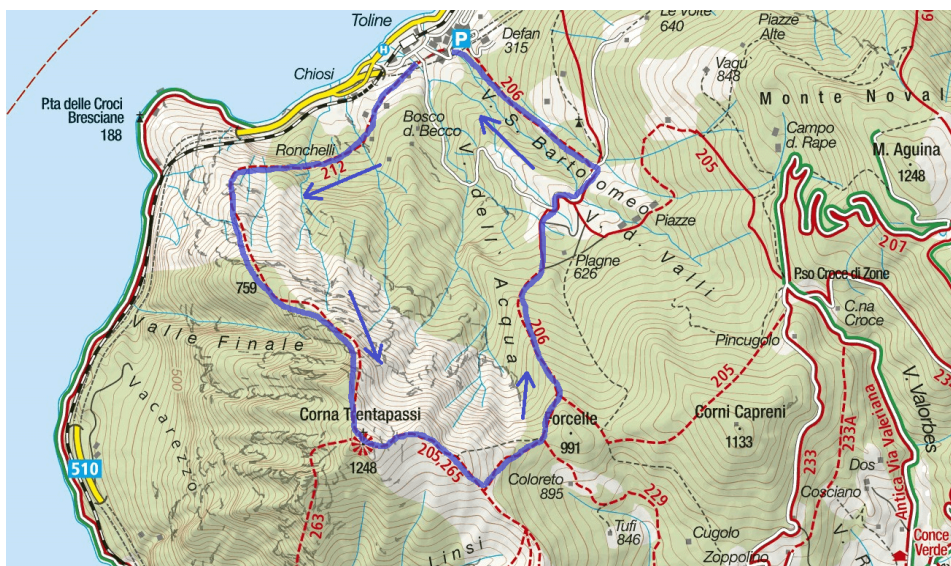 Toline
P
Defan
315
Le Volte
640
Piazze
Alte
H
Chiosi
Vagù
848
P.ta delle Croci
Bresciane
188
206
V. S. Bartolomeo
Monte Noval
Bosco
d. Becco
Campo
d. Rape
M. Aguina
1248
Ronchelli
212
205
V. dell. Acqua
Piazze
V. d. Valli
207
Plagne
626
P.so Croce di Zone
759
C.na
Croce
Valle Finale
206
Pincugolo
500
205
Vacarezzo
V. Valorbes
Corna Trentapassi
1248
Forcelle
991
Corni Capreni
1133
233A
Antica Via Valeriana
205,265
233
510
Coloreto
895
Dos
229
Cosciano
263
Tufi
846
Cugolo
Linsi
Zoppolino
Conce
Verde